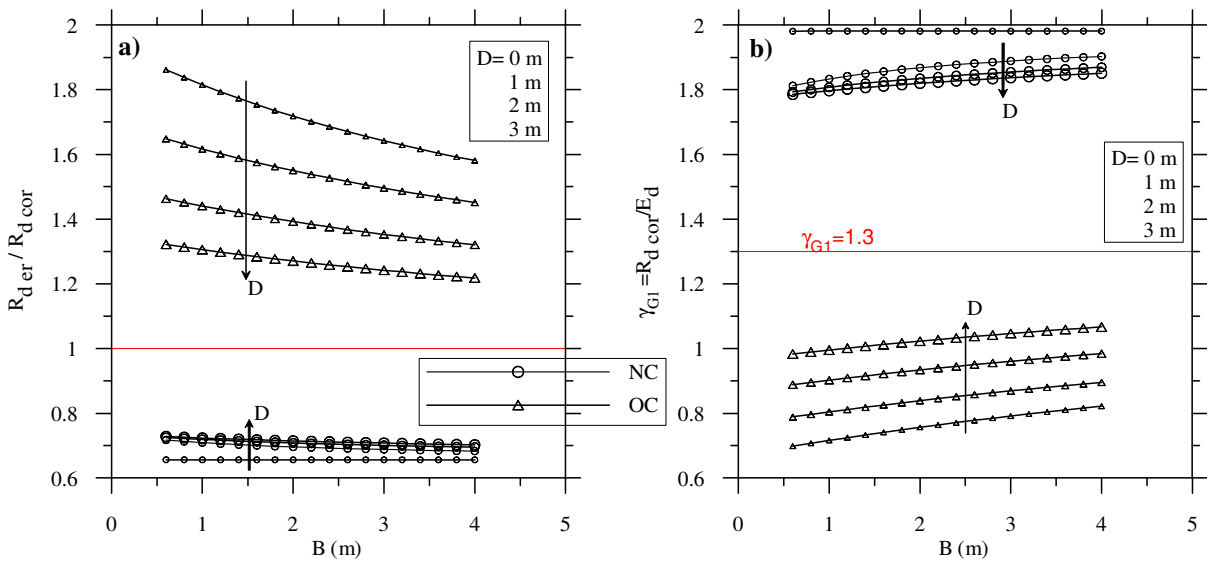 2
1.8
1.6
1.4
1.2
1
0.8
0.6
R_d er / R_d cor
a)
D= 0 m
1 m
2 m
3 m
D
D
NC
OC
0 1 2 3 4 5
B (m)
2
1.8
1.6
1.4
1.2
1
0.8
0.6
γ_G1 =R_d cor/E_d
b)
D
D= 0 m
1 m
2 m
3 m
γ_G1=1.3
D
0 1 2 3 4 5
B (m)